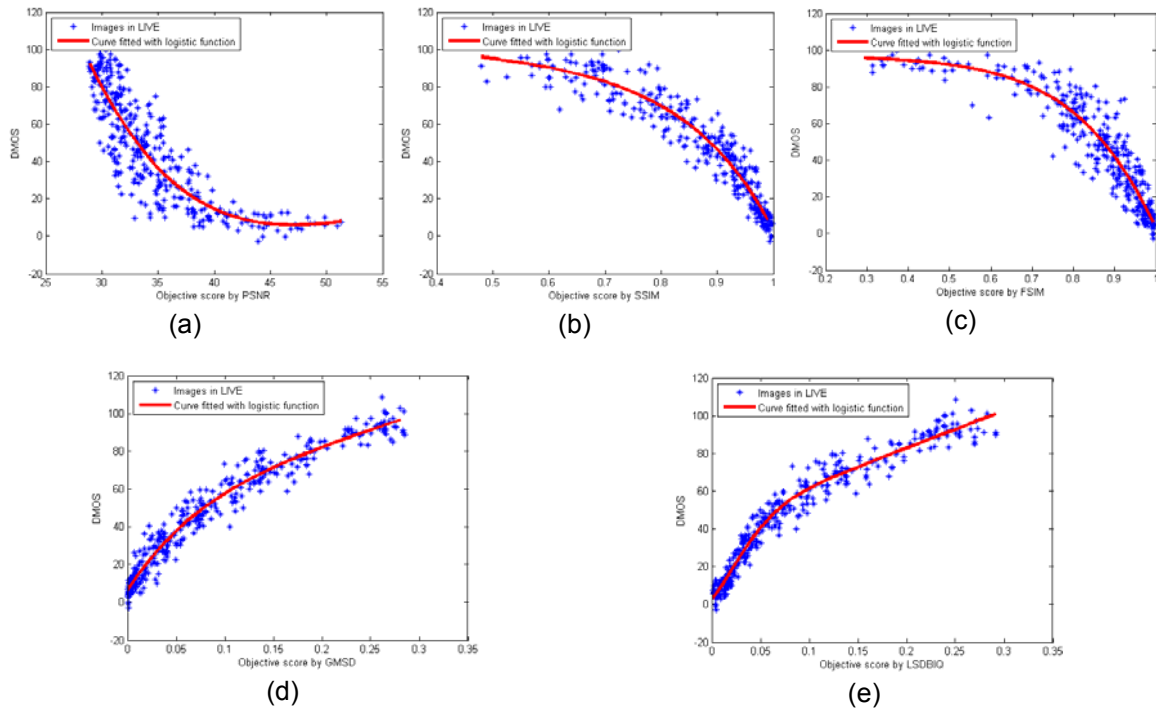 120
100
80
60
40
20
0
-20
DMOS
Images in LIVE
Curve fitted with logistic function
25 30 35 40 45 50 55
Objective score by PSNR
(a)
120
100
80
60
40
20
0
-20
DMOS
Images in LIVE
Curve fitted with logistic function
0.4 0.5 0.6 0.7 0.8 0.9 1
Objective score by SSIM
(b)
120
100
80
60
40
20
0
-20
DMOS
Images in LIVE
Curve fitted with logistic function
0.2 0.3 0.4 0.5 0.6 0.7 0.8 0.9 1
Objective score by FSIM
(c)
120
100
80
60
40
20
0
-20
DMOS
Images in LIVE
Curve fitted with logistic function
0 0.05 0.1 0.15 0.2 0.25 0.3 0.35
Objective score by GMSD
(d)
120
100
80
60
40
20
0
-20
DMOS
Images in LIVE
Curve fitted with logistic function
0 0.05 0.1 0.15 0.2 0.25 0.3 0.35
Objective score by LSDBIQ
(e)